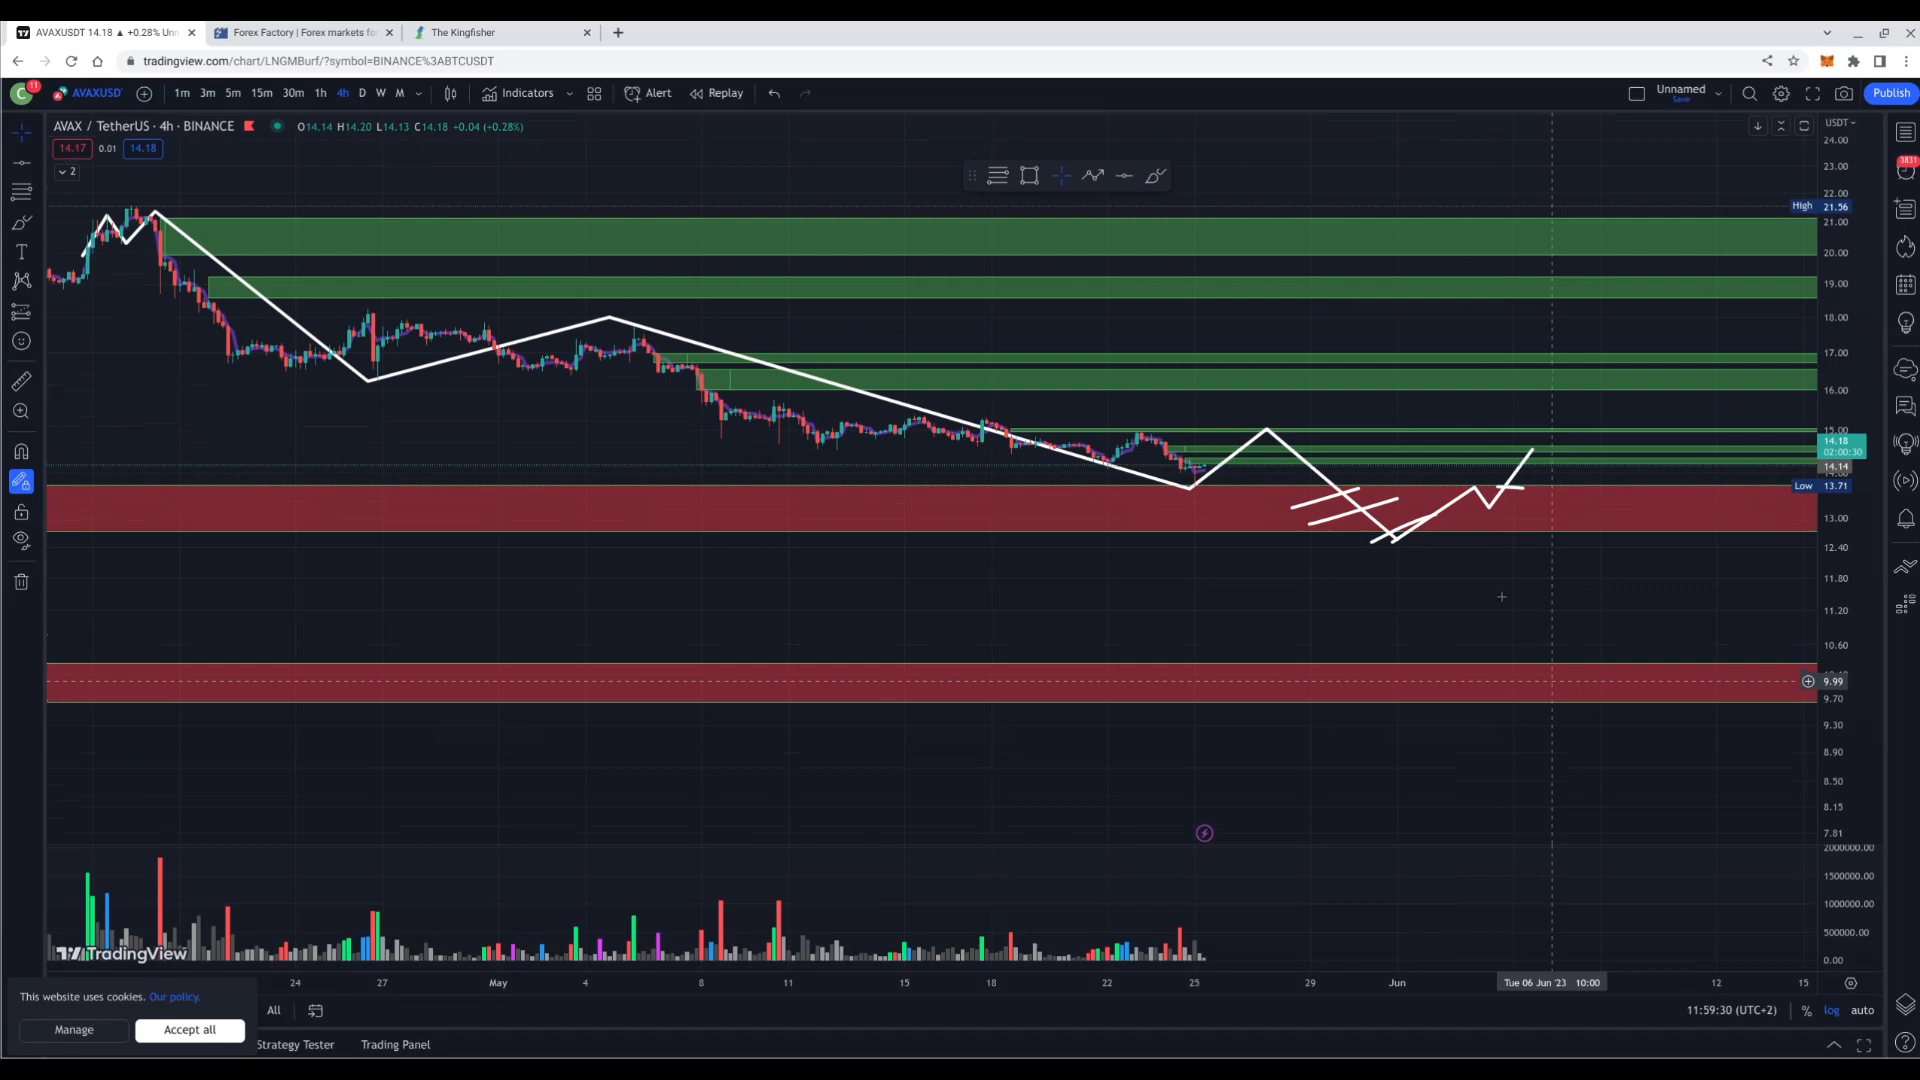 AVAXUSDT 14.18 ▲ +0.28% Unn
Forex Factory | Forex markets fo
The Kingfisher
tradingview.com/chart/LNGMBurf/?symbol=BINANCE%3ABTCUSDT
C 11 AVAXUSD 1m 3m 5m 15m 30m 1h 4h D W M Indicators Alert Replay Unnamed Save Publish
AVAX / TetherUS · 4h · BINANCE O14.14 H14.20 L14.13 C14.18 +0.04 (+0.28%)
14.17 0.01 14.18
2
USDT
24.00
23.00
22.00
High 21.56
21.00
20.00
19.00
18.00
17.00
16.00
15.00
14.18
02:00:30
14.14
Low 13.71
13.00
12.40
11.80
11.20
10.60
9.99
9.70
9.30
8.90
8.50
8.15
7.81
2000000.00
1500000.00
1000000.00
500000.00
0.00
3831
TradingView
24 27 May 4 8 11 15 18 22 25 29 Jun Tue 06 Jun '23 10:00 12 15
This website uses cookies. Our policy.
Manage Accept all
All
11:59:30 (UTC+2) % log auto
Strategy Tester Trading Panel